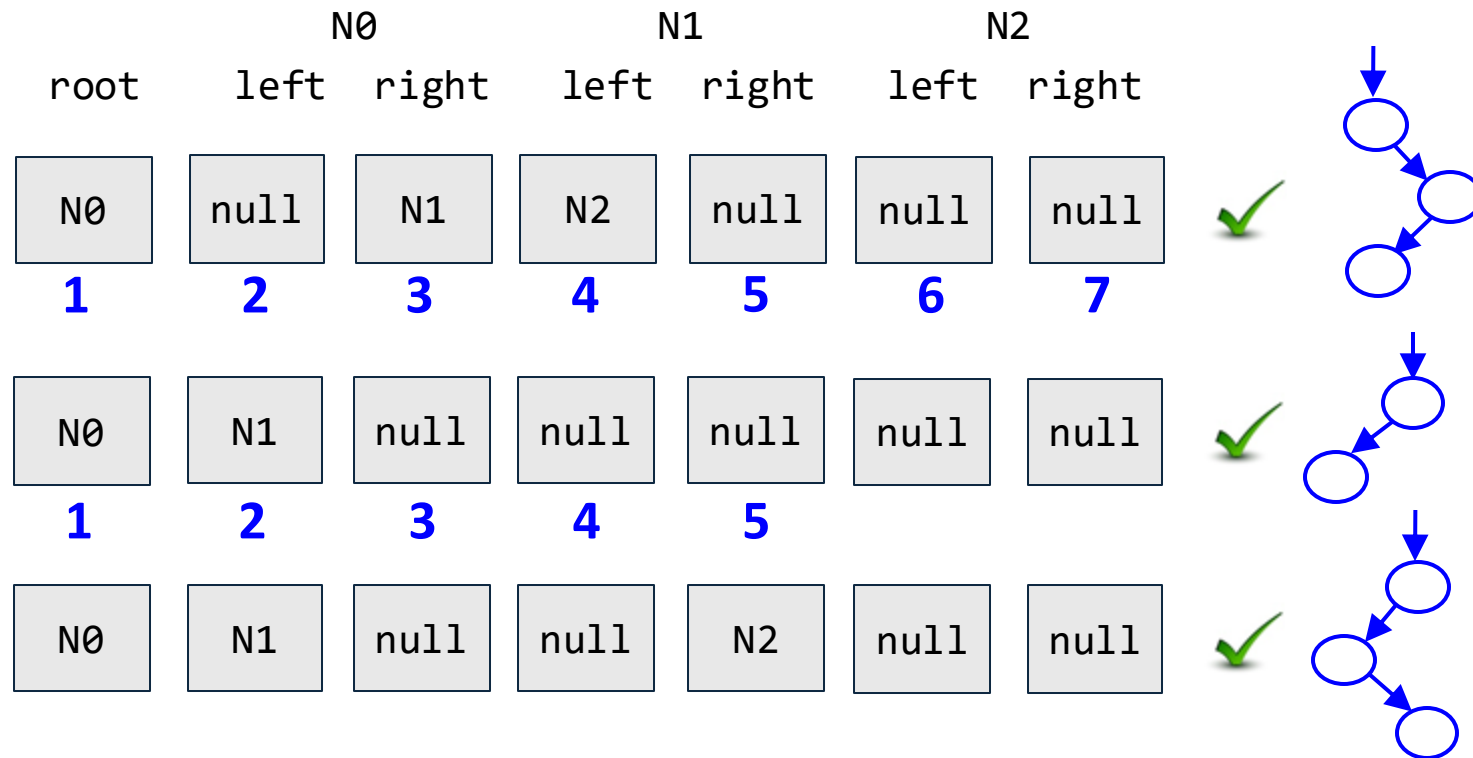 N0 N1 N2
root left right left right left right
N0 null N1 N2 null null null
1 2 3 4 5 6 7
N0 N1 null null null null null
1 2 3 4 5
N0 N1 null null N2 null null